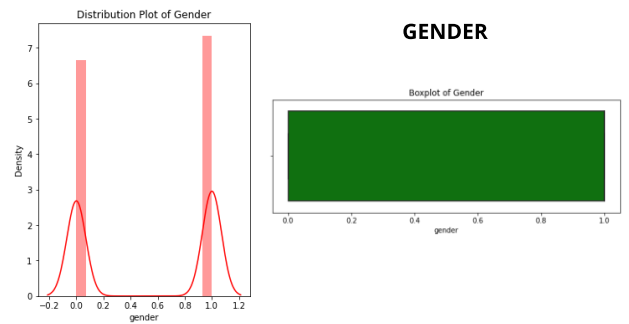 Distribution Plot of Gender
7
6
5
4
3
2
1
0
Density
−0.2 0.0 0.2 0.4 0.6 0.8 1.0 1.2
gender
GENDER
Boxplot of Gender
0.0 0.2 0.4 0.6 0.8 1.0
gender